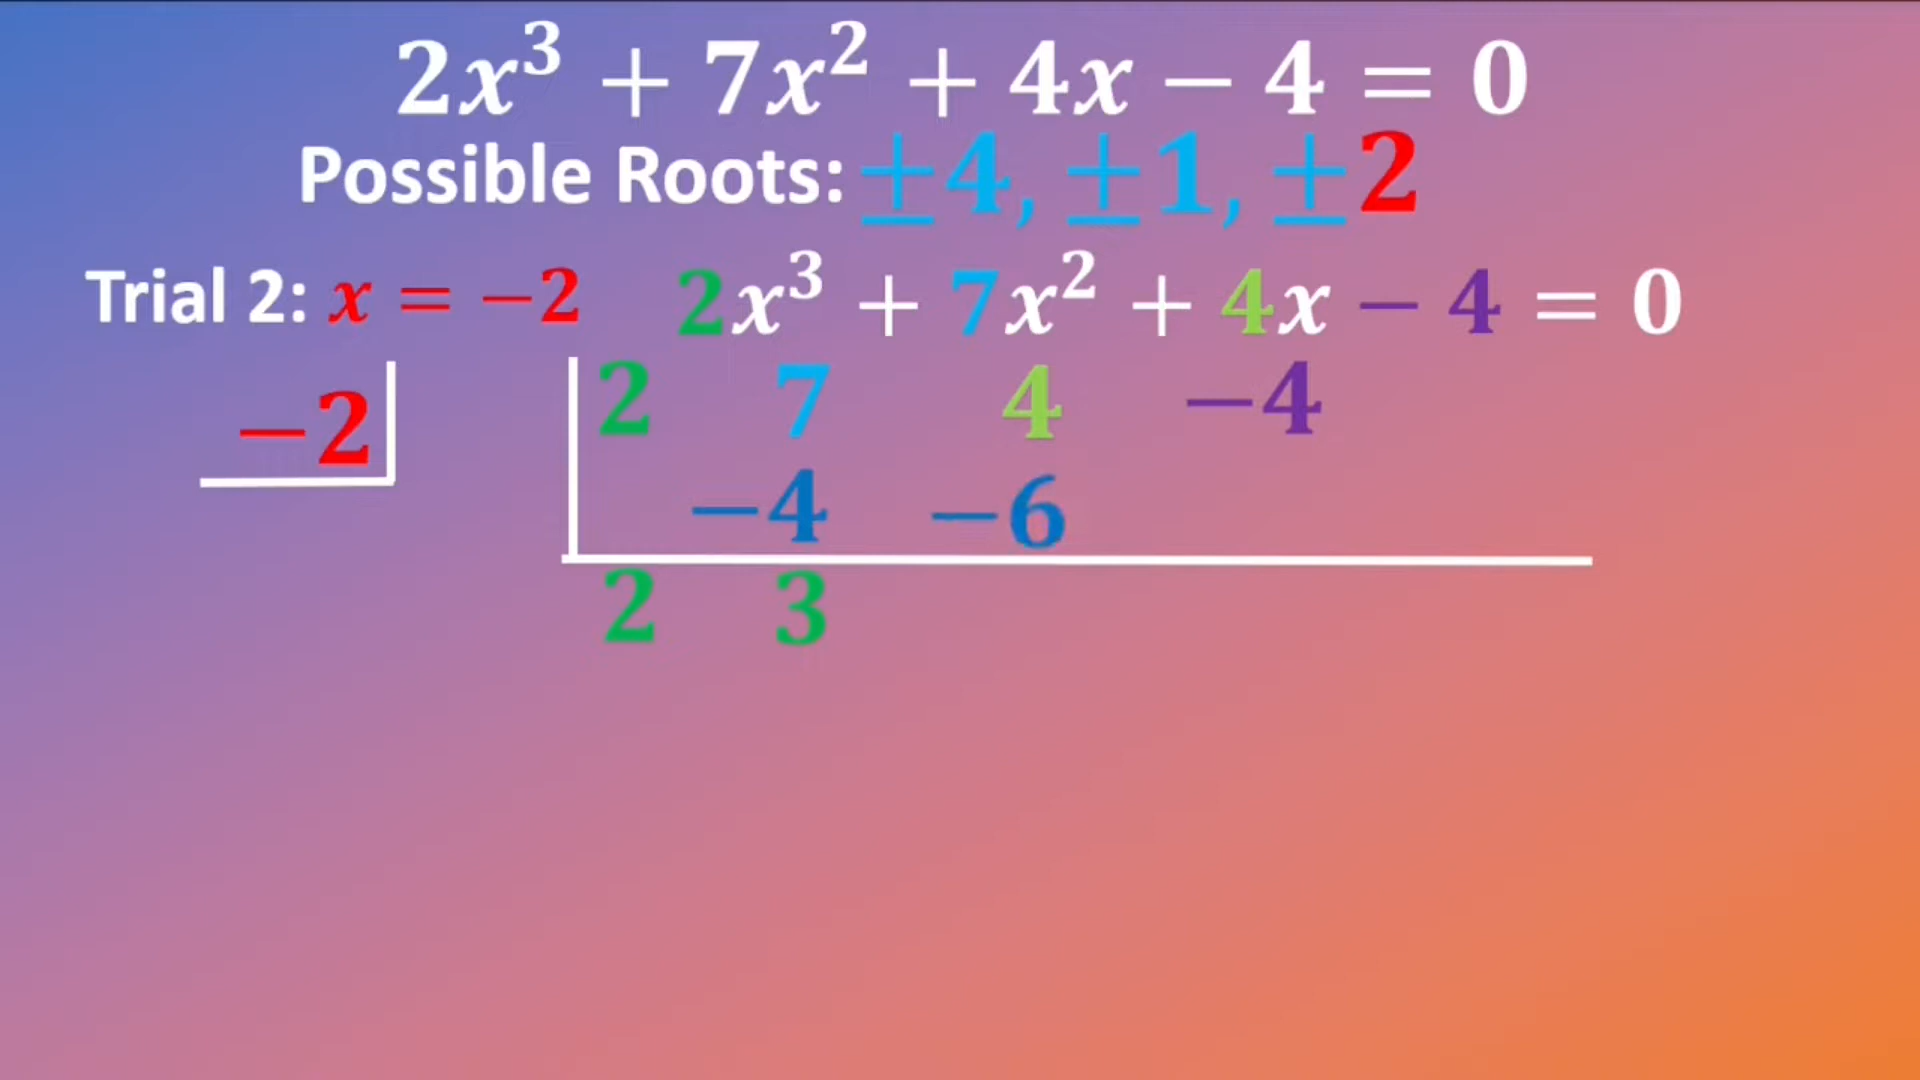 2x³ + 7x² + 4x − 4 = 0
Possible Roots: ±4, ±1, ±2
Trial 2: x = −2 2x³ + 7x² + 4x − 4 = 0
−2 2 7 4 −4
−4 −6
2 3